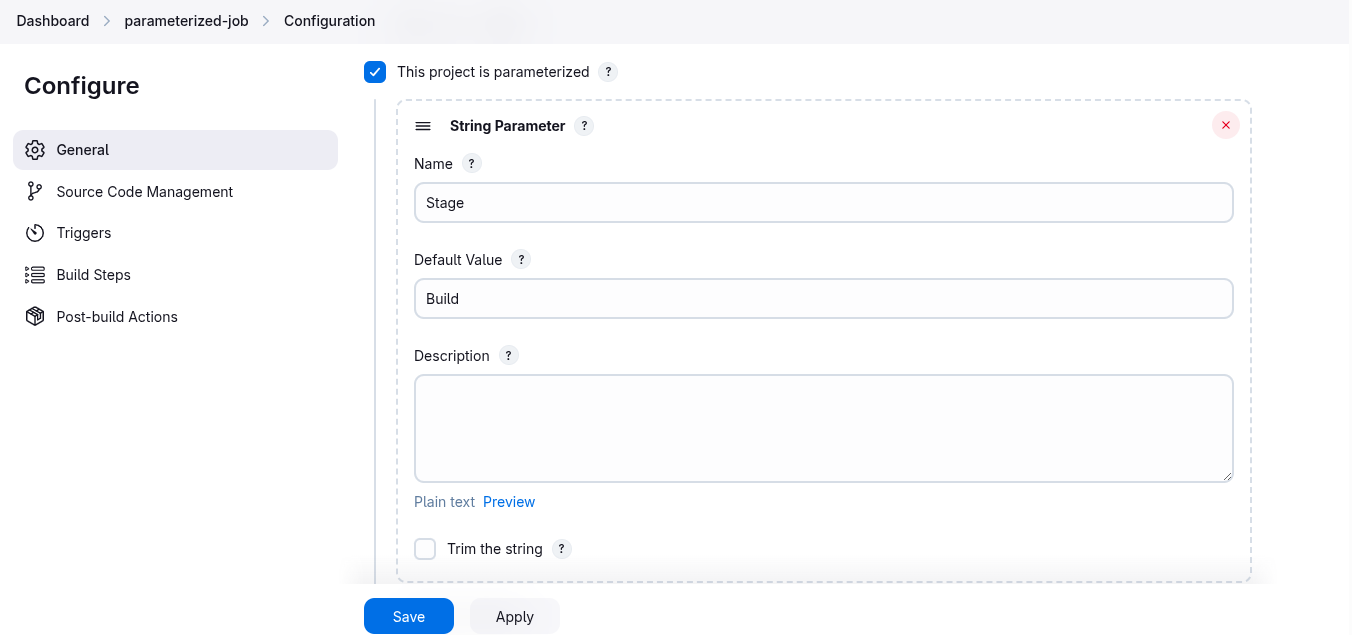 Dashboard > parameterized-job > Configuration
Configure
General
Source Code Management
Triggers
Build Steps
Post-build Actions
This project is parameterized ?
String Parameter ?
Name ?
Stage
Default Value ?
Build
Description ?
Plain text Preview
Trim the string ?
Save Apply